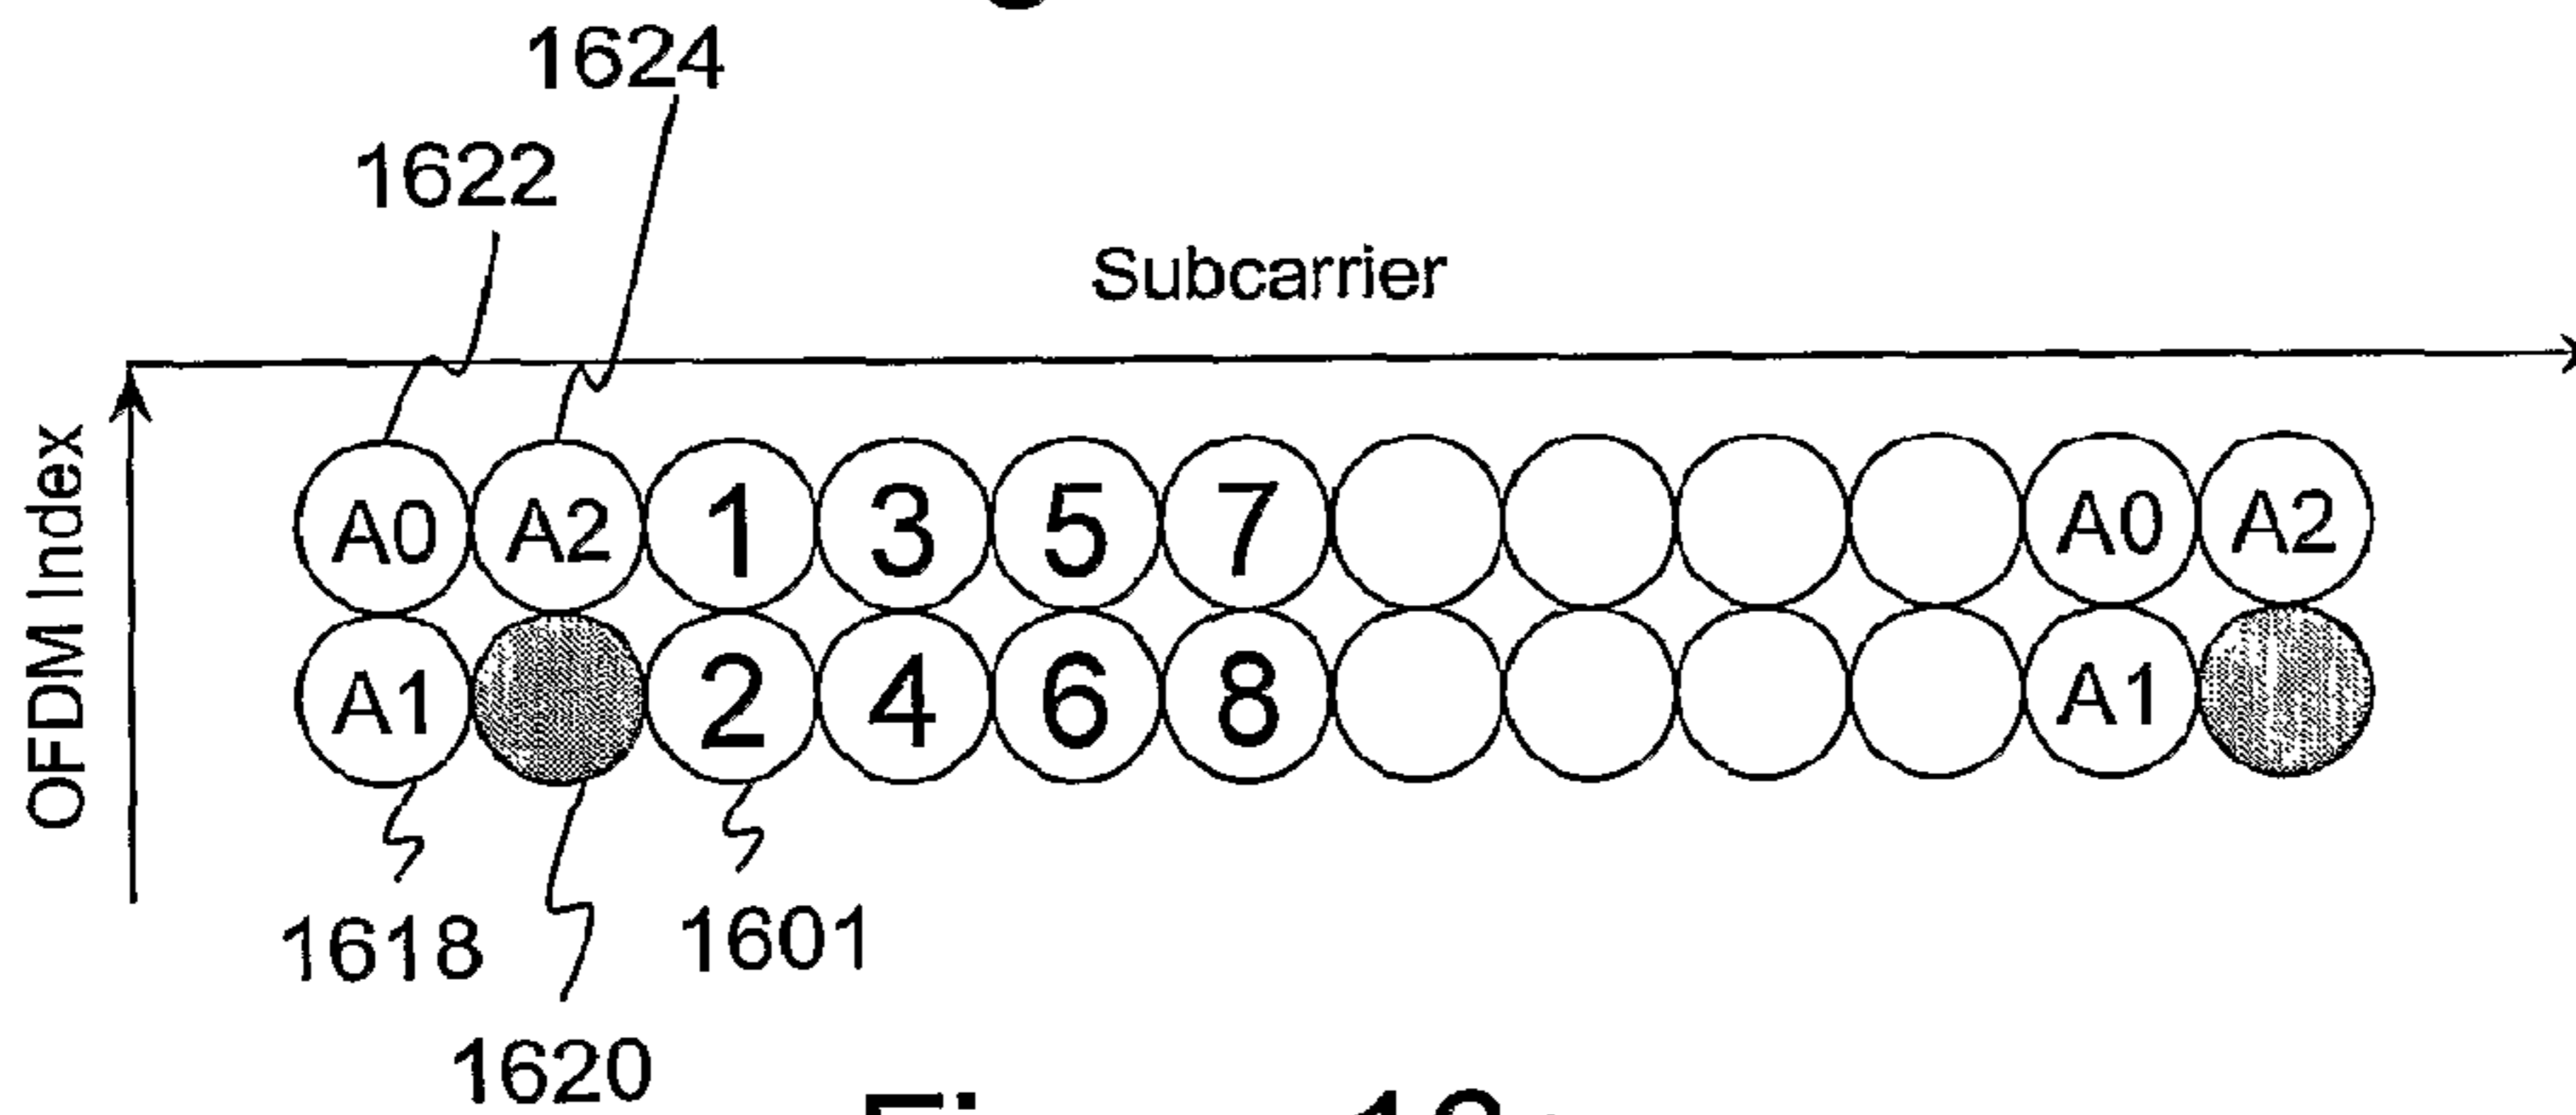 1624
1622
Subcarrier
OFDM Index
A0 A2 1 3 5 7 A0 A2
A1 2 4 6 8 A1
1618
1601
1620